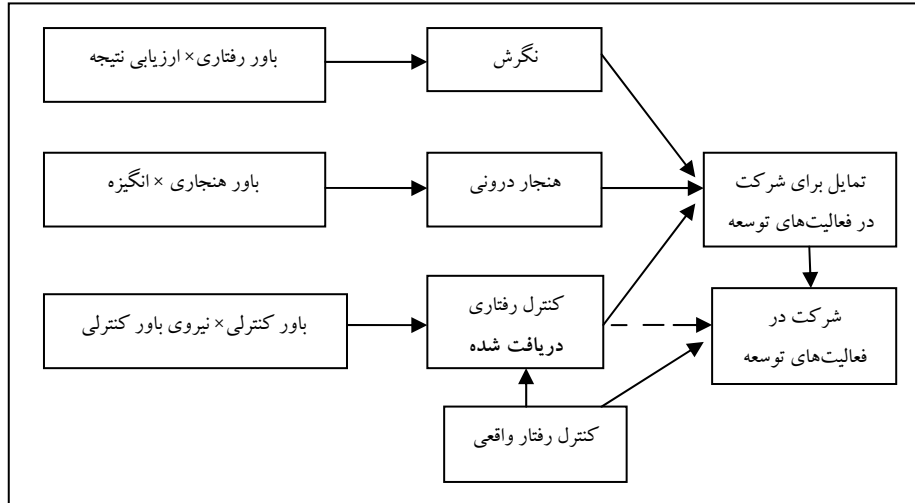 باور رفتاری× ارزیابی نتیجه
نگرش
باور هنجاری × انگیزه
هنجار درونی
تمایل برای شرکت
در فعالیت‌های توسعه
باور کنترلی× نیروی باور کنترلی
کنترل رفتاری
دریافت شده
شرکت در
فعالیت‌های توسعه
کنترل رفتار واقعی